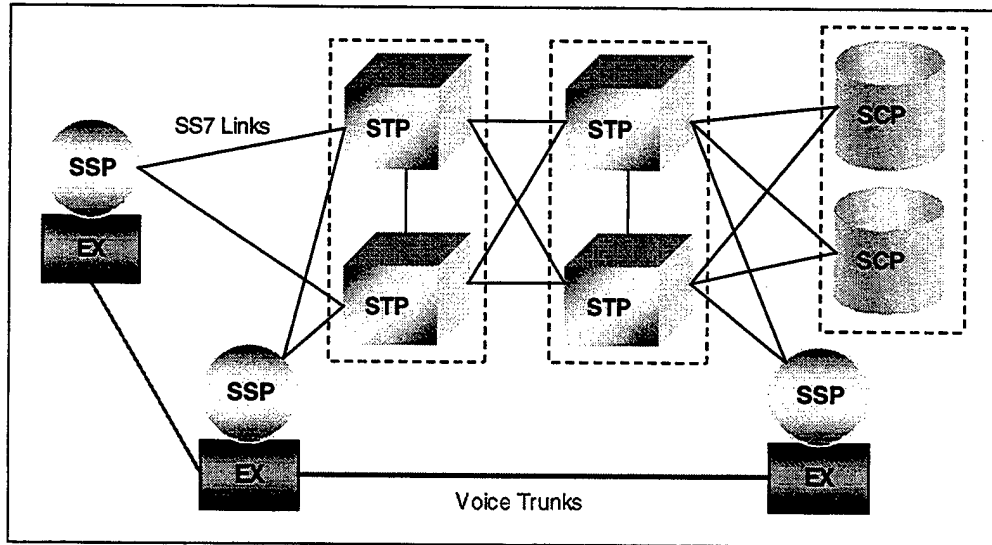 SS7 Links
STP
STP
SCP
SSP
EX
STP
STP
SCP
SSP
EX
SSP
EX
Voice Trunks